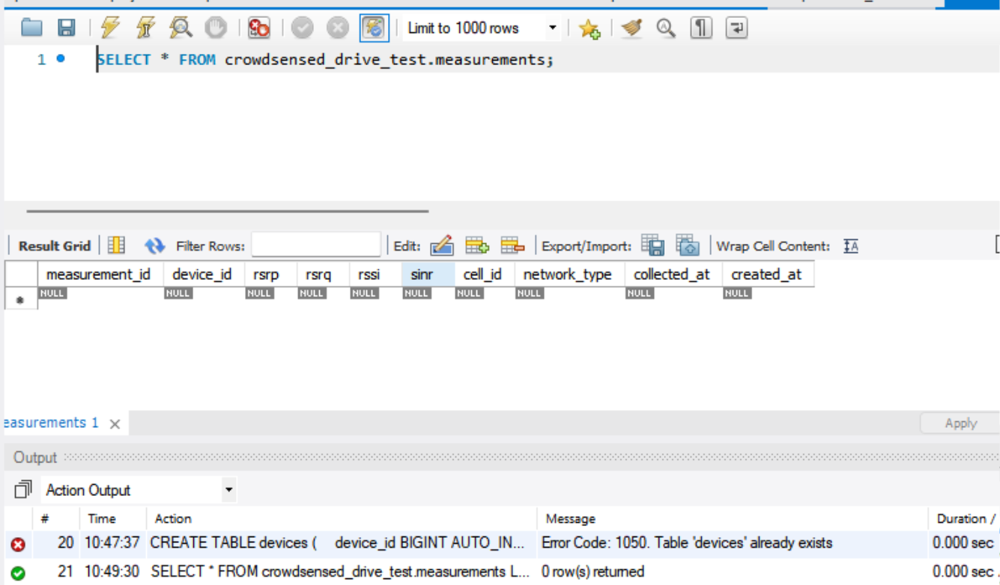 Limit to 1000 rows
1 SELECT * FROM crowdsensed_drive_test.measurements;
Result Grid Filter Rows: Edit: Export/Import: Wrap Cell Content:
measurement_id device_id rsrp rsrq rssi sinr cell_id network_type collected_at created_at
NULL NULL NULL NULL NULL NULL NULL NULL NULL NULL
easurements 1 Apply
Output
Action Output
# Time Action Message Duration /
20 10:47:37 CREATE TABLE devices ( device_id BIGINT AUTO_IN... Error Code: 1050. Table 'devices' already exists 0.000 sec
21 10:49:30 SELECT * FROM crowdsensed_drive_test.measurements L... 0 row(s) returned 0.000 sec